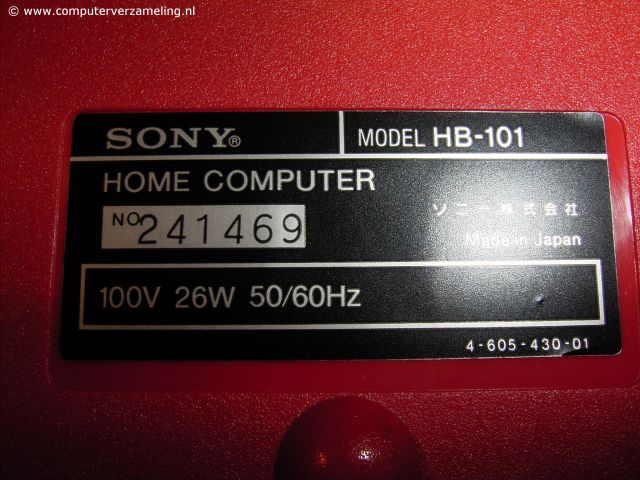 © www.computerverzameling.nl
SONY® MODEL HB-101
HOME COMPUTER
NO 241469
ソニー株式会社
Made in Japan
100V 26W 50/60Hz
4-605-430-01